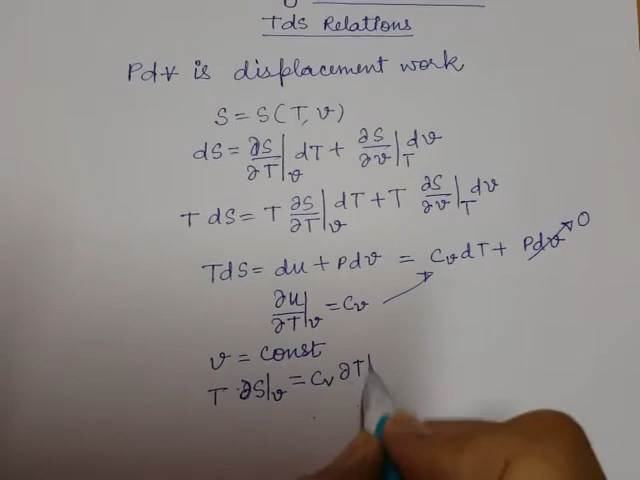 Tds Relations
Pdv is displacement work
S = S(T, v)
dS = ∂S/∂T|v dT + ∂S/∂v|T dv
T dS = T ∂S/∂T|v dT + T ∂S/∂v|T dv
TdS = du + Pdv = Cv dT + Pdv 0
∂u/∂T|v = Cv
v = const
T · ∂S|v = Cv ∂T|